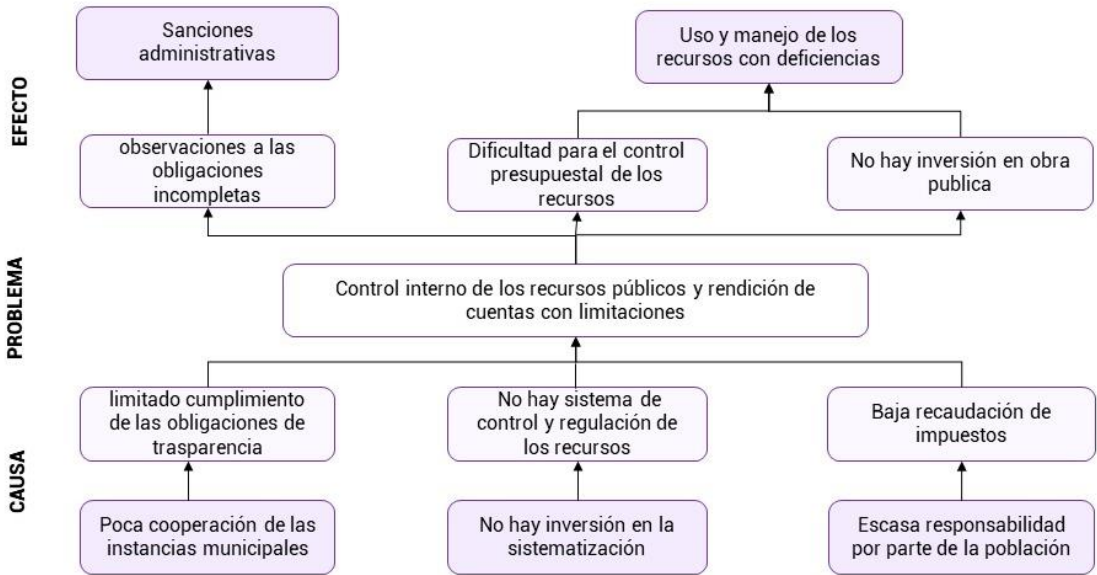 EFECTO
Sanciones
administrativas
Uso y manejo de los
recursos con deficiencias
observaciones a las
obligaciones
incompletas
Dificultad para el control
presupuestal de los
recursos
No hay inversión en obra
publica
PROBLEMA
Control interno de los recursos públicos y rendición de
cuentas con limitaciones
CAUSA
limitado cumplimiento
de las obligaciones de
trasparencia
No hay sistema de
control y regulación de
los recursos
Baja recaudación de
impuestos
Poca cooperación de las
instancias municipales
No hay inversión en la
sistematización
Escasa responsabilidad
por parte de la población